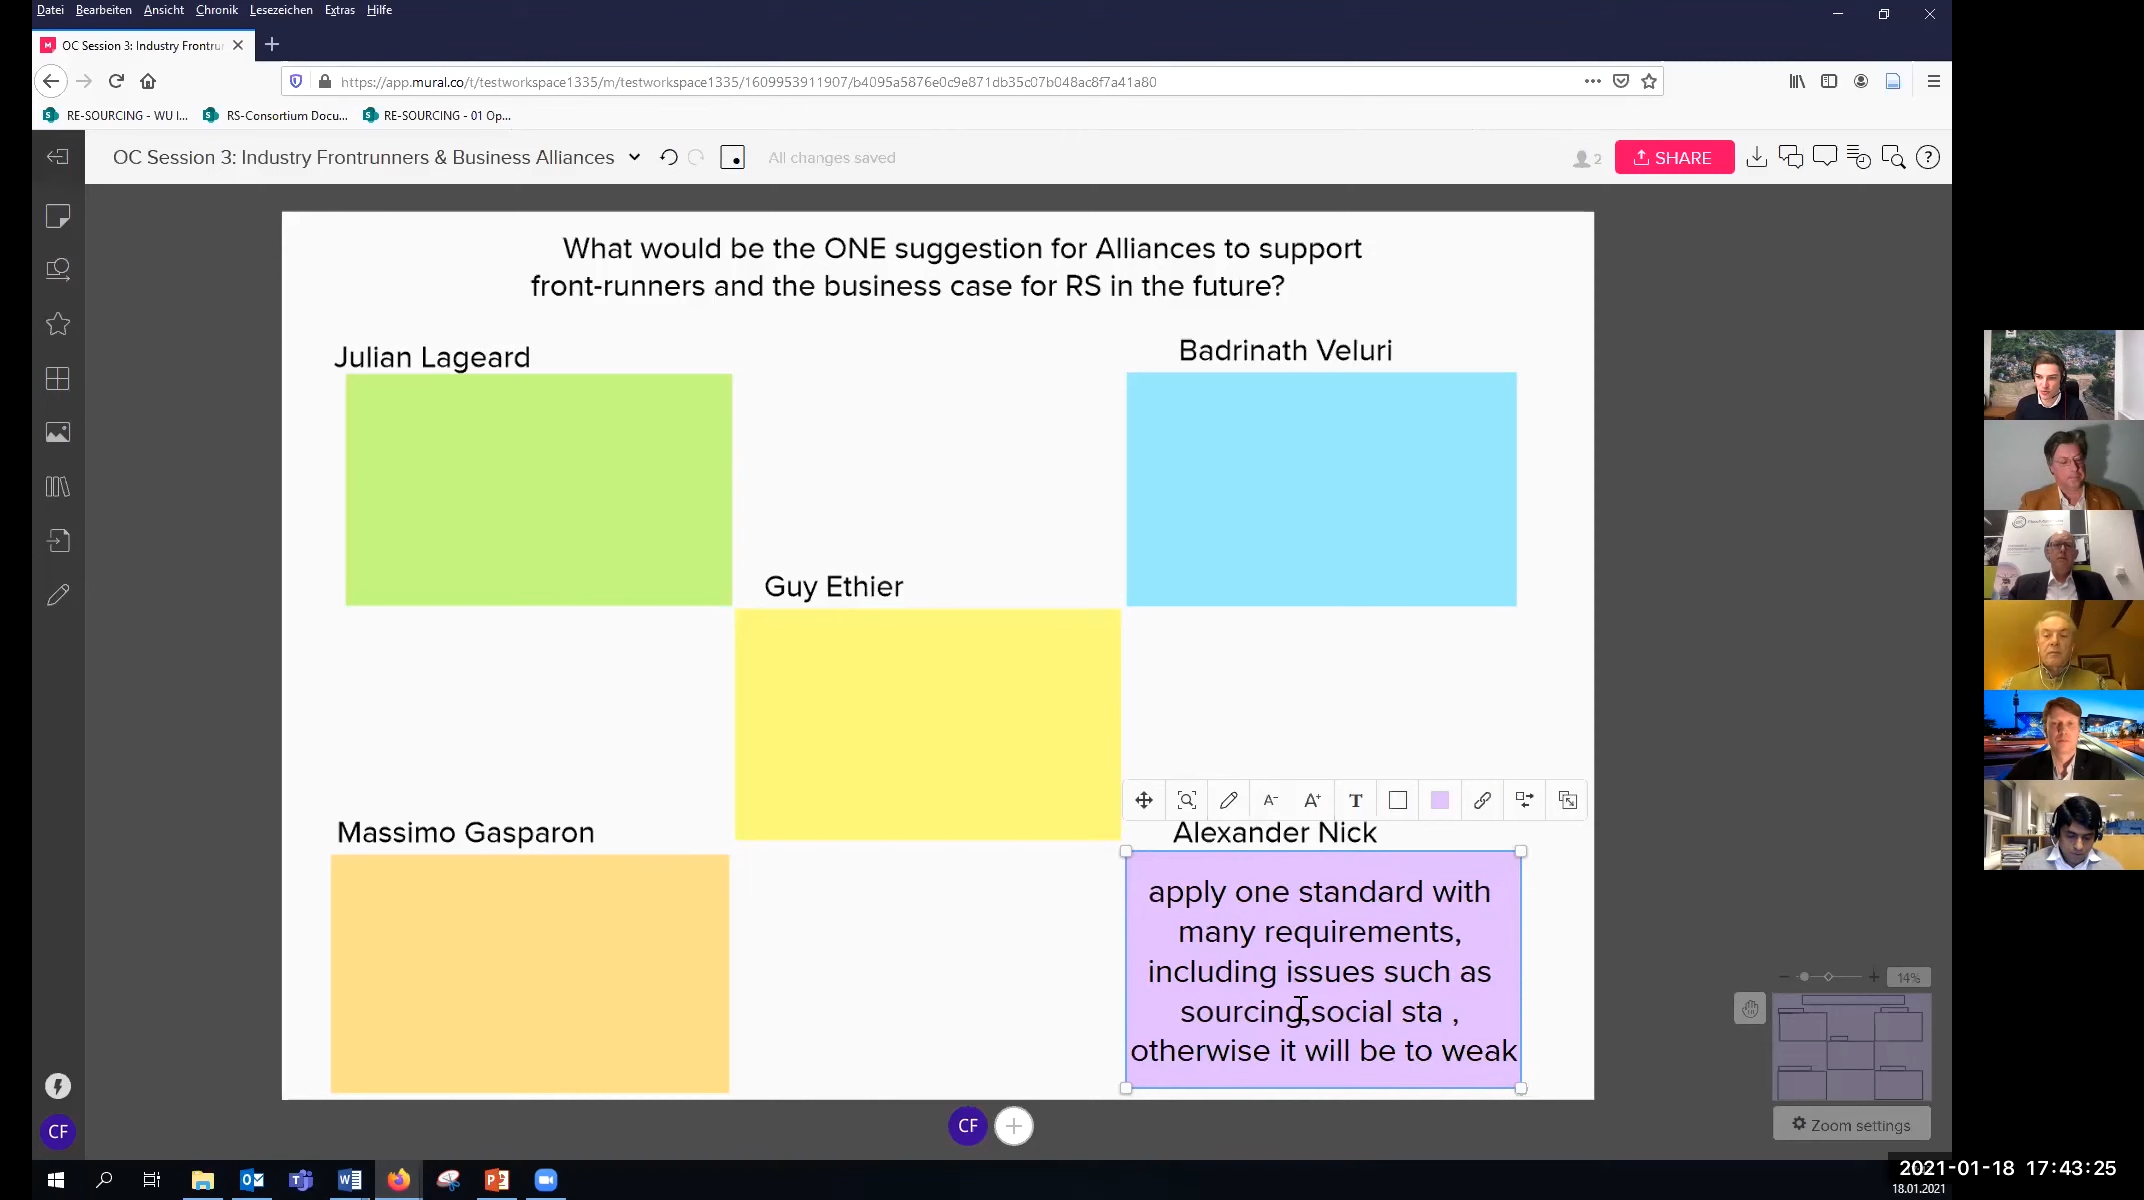 Datei Bearbeiten Ansicht Chronik Lesezeichen Extras Hilfe
OC Session 3: Industry Frontru
https://app.mural.co/t/testworkspace1335/m/testworkspace1335/1609953911907/b4095a5876e0c9e871db35c07b048ac8f7a41a80
RE-SOURCING - WU I... RS-Consortium Docu... RE-SOURCING - 01 Op...
OC Session 3: Industry Frontrunners & Business Alliances All changes saved 2 SHARE
What would be the ONE suggestion for Alliances to support
front-runners and the business case for RS in the future?
Julian Lageard
Badrinath Veluri
Guy Ethier
Massimo Gasparon
Alexander Nick
apply one standard with
many requirements,
including issues such as
sourcing,social sta ,
otherwise it will be to weak
14%
Zoom settings
CF
CF
2021-01-18 17:43:25
18.01.2021